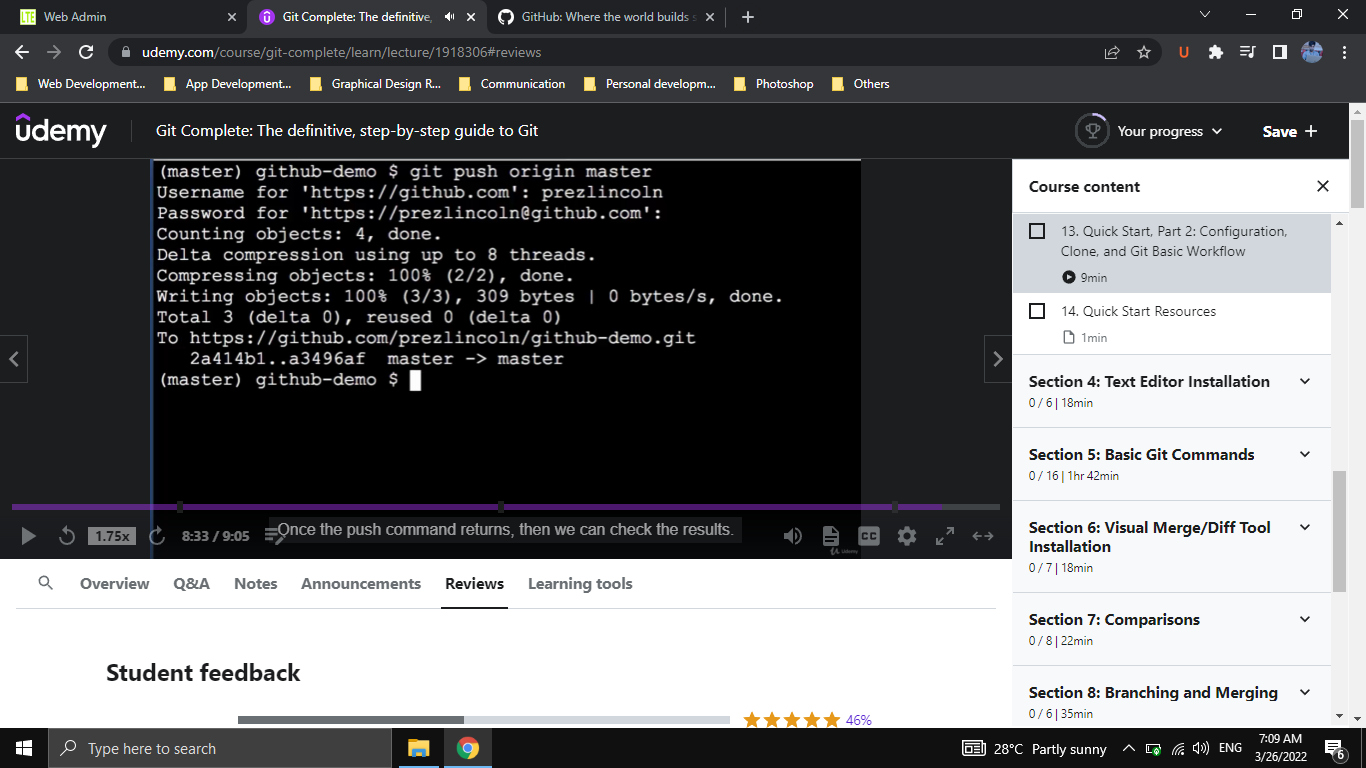 LTE Web Admin
Git Complete: The definitive,
GitHub: Where the world builds s
udemy.com/course/git-complete/learn/lecture/1918306#reviews
U
Web Development...
App Development...
Graphical Design R...
Communication
Personal developm...
Photoshop
Others
udemy
Git Complete: The definitive, step-by-step guide to Git
Your progress
Save +
(master) github-demo $ git push origin master
Username for 'https://github.com': prezlincoln
Password for 'https://prezlincoln@github.com':
Counting objects: 4, done.
Delta compression using up to 8 threads.
Compressing objects: 100% (2/2), done.
Writing objects: 100% (3/3), 309 bytes | 0 bytes/s, done.
Total 3 (delta 0), reused 0 (delta 0)
To https://github.com/prezlincoln/github-demo.git
2a414b1..a3496af  master -> master
(master) github-demo $
Once the push command returns, then we can check the results.
1.75x
8:33 / 9:05
CC
Udemy
Course content
13. Quick Start, Part 2: Configuration,
Clone, and Git Basic Workflow
9min
14. Quick Start Resources
1min
Section 4: Text Editor Installation
0 / 6 | 18min
Section 5: Basic Git Commands
0 / 16 | 1hr 42min
Section 6: Visual Merge/Diff Tool
Installation
0 / 7 | 18min
Section 7: Comparisons
0 / 8 | 22min
Section 8: Branching and Merging
0 / 6 | 35min
Overview
Q&A
Notes
Announcements
Reviews
Learning tools
Student feedback
46%
Type here to search
28°C Partly sunny
ENG
7:09 AM
3/26/2022
6